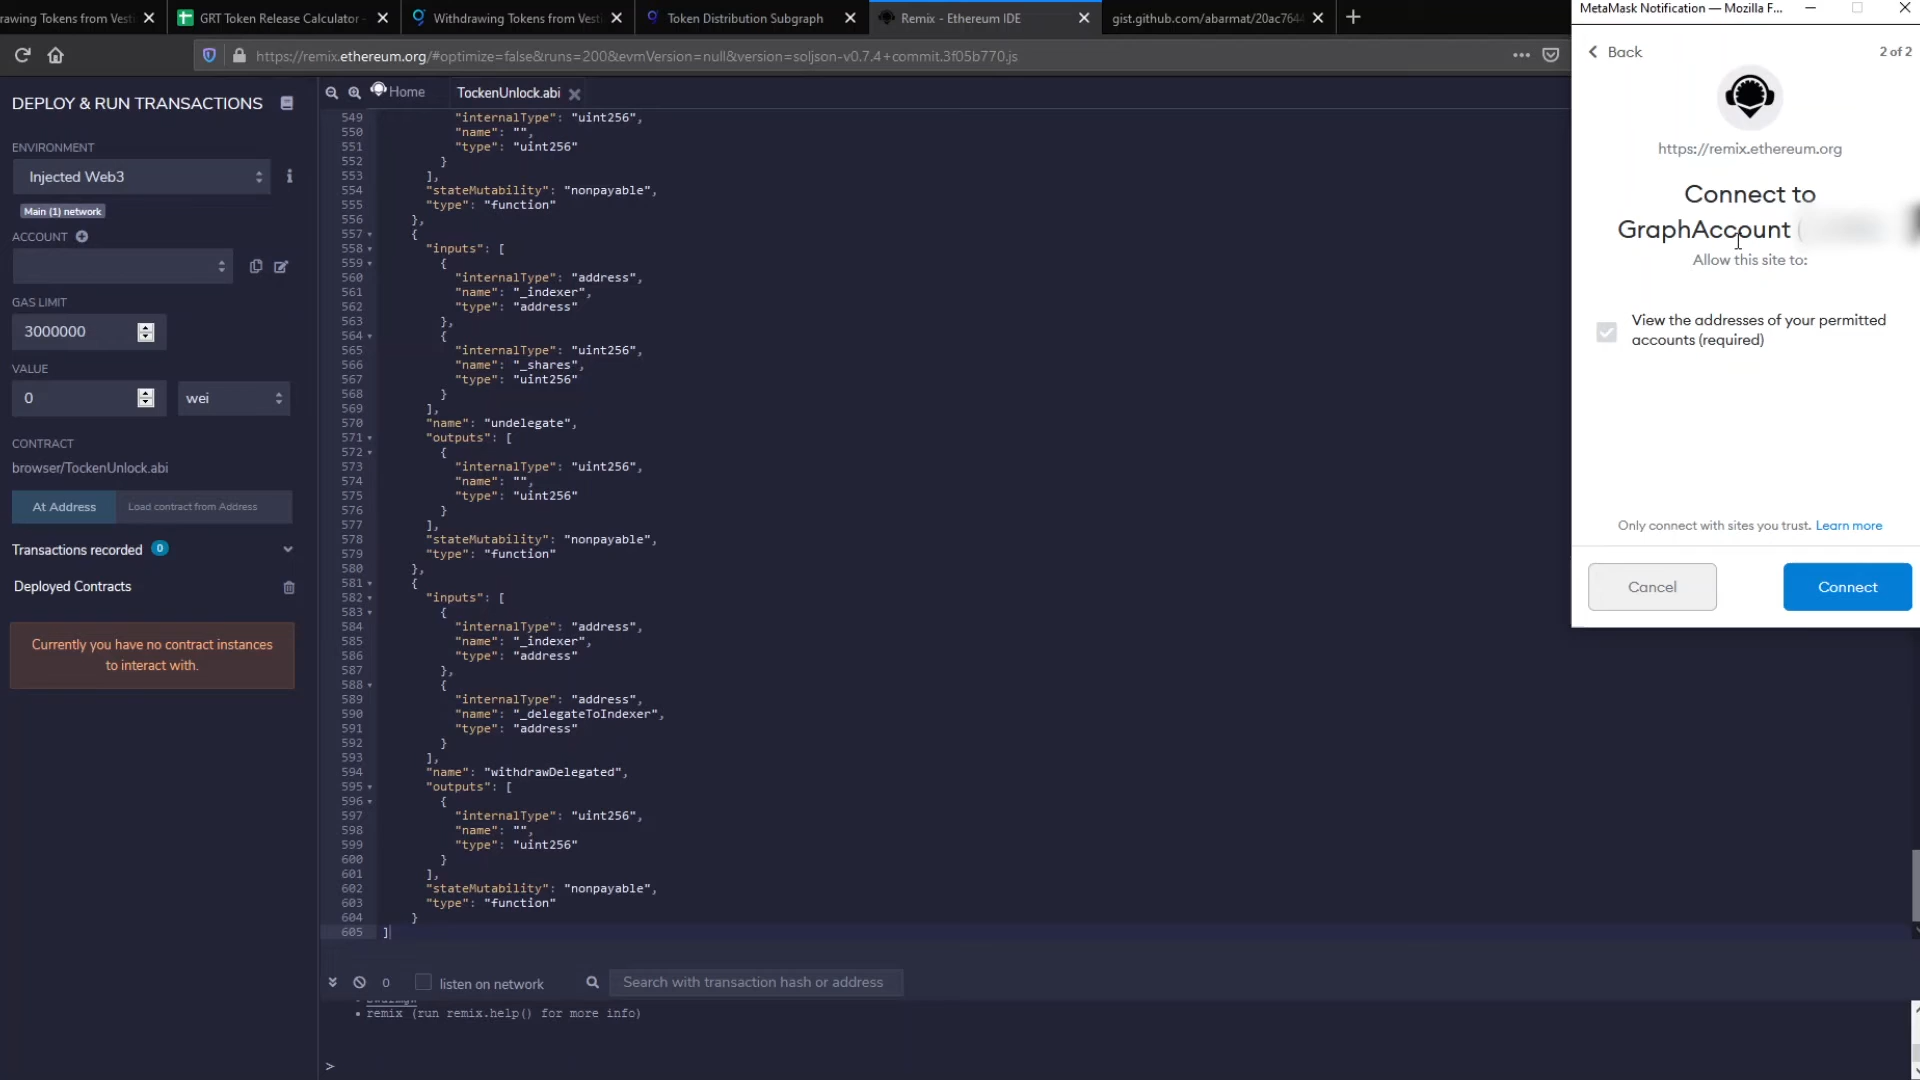 rawing Tokens from Vesti
GRT Token Release Calculator -
Withdrawing Tokens from Vesti
Token Distribution Subgraph
Remix - Ethereum IDE
gist.github.com/abarmat/20ac7644
MetaMask Notification — Mozilla F...
https://remix.ethereum.org/#optimize=false&runs=200&evmVersion=null&version=soljson-v0.7.4+commit.3f05b770.js
DEPLOY & RUN TRANSACTIONS
ENVIRONMENT
Injected Web3
i
Main (1) network
ACCOUNT
GAS LIMIT
3000000
VALUE
0
wei
CONTRACT
browser/TockenUnlock.abi
At Address
Load contract from Address
Transactions recorded 0
Deployed Contracts
Currently you have no contract instances
to interact with.
Home
TockenUnlock.abi
549 "internalType": "uint256",
550 "name": "",
551 "type": "uint256"
552 }
553 ],
554 "stateMutability": "nonpayable",
555 "type": "function"
556 },
557 {
558 "inputs": [
559 {
560 "internalType": "address",
561 "name": "_indexer",
562 "type": "address"
563 },
564 {
565 "internalType": "uint256",
566 "name": "_shares",
567 "type": "uint256"
568 }
569 ],
570 "name": "undelegate",
571 "outputs": [
572 {
573 "internalType": "uint256",
574 "name": "",
575 "type": "uint256"
576 }
577 ],
578 "stateMutability": "nonpayable",
579 "type": "function"
580 },
581 {
582 "inputs": [
583 {
584 "internalType": "address",
585 "name": "_indexer",
586 "type": "address"
587 },
588 {
589 "internalType": "address",
590 "name": "_delegateToIndexer",
591 "type": "address"
592 }
593 ],
594 "name": "withdrawDelegated",
595 "outputs": [
596 {
597 "internalType": "uint256",
598 "name": "",
599 "type": "uint256"
600 }
601 ],
602 "stateMutability": "nonpayable",
603 "type": "function"
604 }
605 ]
0
listen on network
Search with transaction hash or address
remix (run remix.help() for more info)
>
Back
2 of 2
https://remix.ethereum.org
Connect to
GraphAccount (
Allow this site to:
View the addresses of your permitted
accounts (required)
Only connect with sites you trust. Learn more
Cancel
Connect